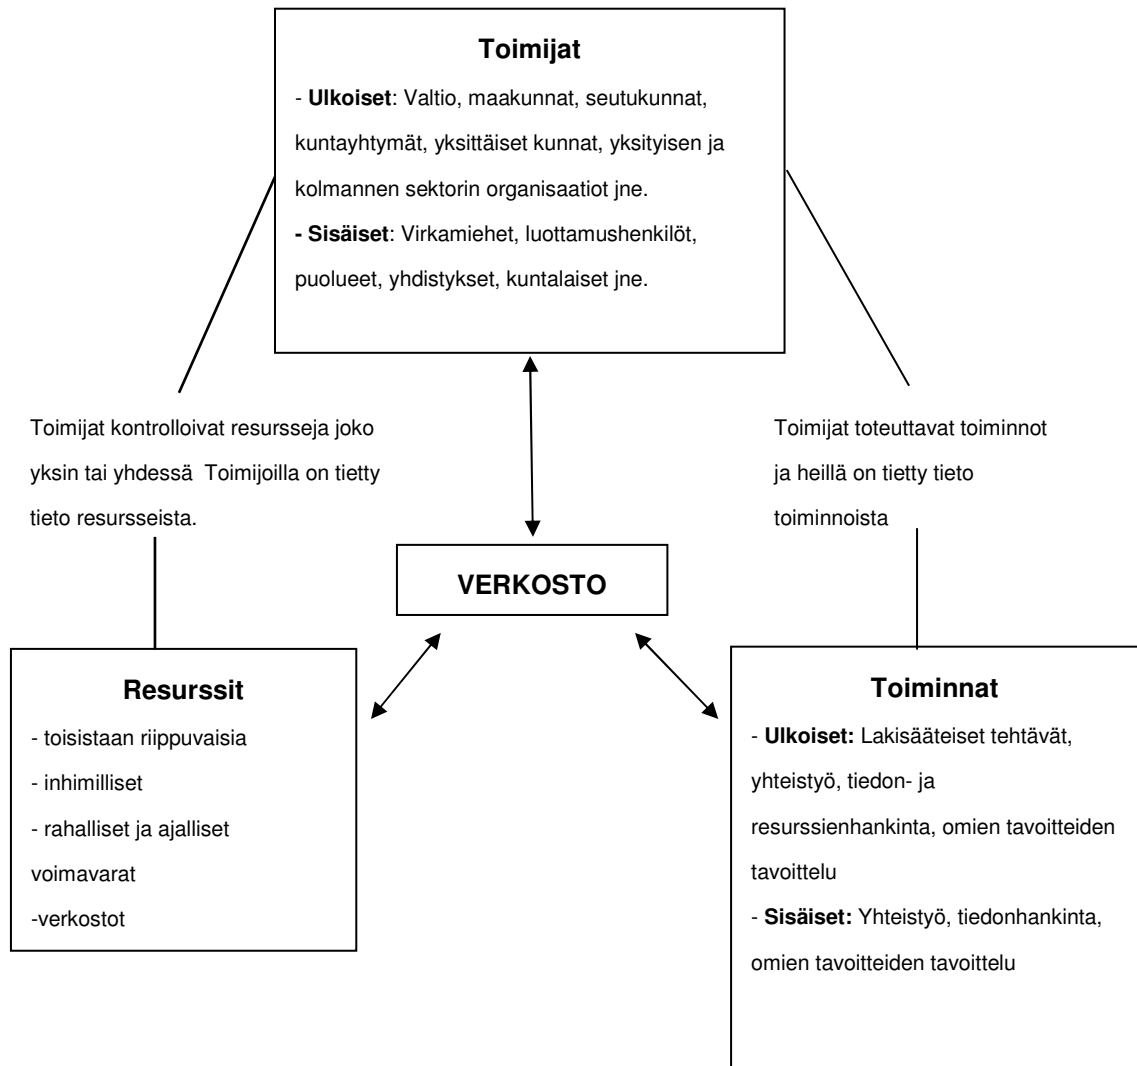 Toimijat
- Ulkoiset: Valtio, maakunnat, seutukunnat,
kuntayhtymät, yksittäiset kunnat, yksityisen ja
kolmannen sektorin organisaatiot jne.
- Sisäiset: Virkamiehet, luottamushenkilöt,
puolueet, yhdistykset, kuntalaiset jne.
Toimijat kontrolloivat resursseja joko
yksin tai yhdessä  Toimijoilla on tietty
tieto resursseista.
Toimijat toteuttavat toiminnot
ja heillä on tietty tieto
toiminnoista
VERKOSTO
Resurssit
- toisistaan riippuvaisia
- inhimilliset
- rahalliset ja ajalliset
voimavarat
-verkostot
Toiminnat
- Ulkoiset: Lakisääteiset tehtävät,
yhteistyö, tiedon- ja
resurssienhankinta, omien tavoitteiden
tavoittelu
- Sisäiset: Yhteistyö, tiedonhankinta,
omien tavoitteiden tavoittelu